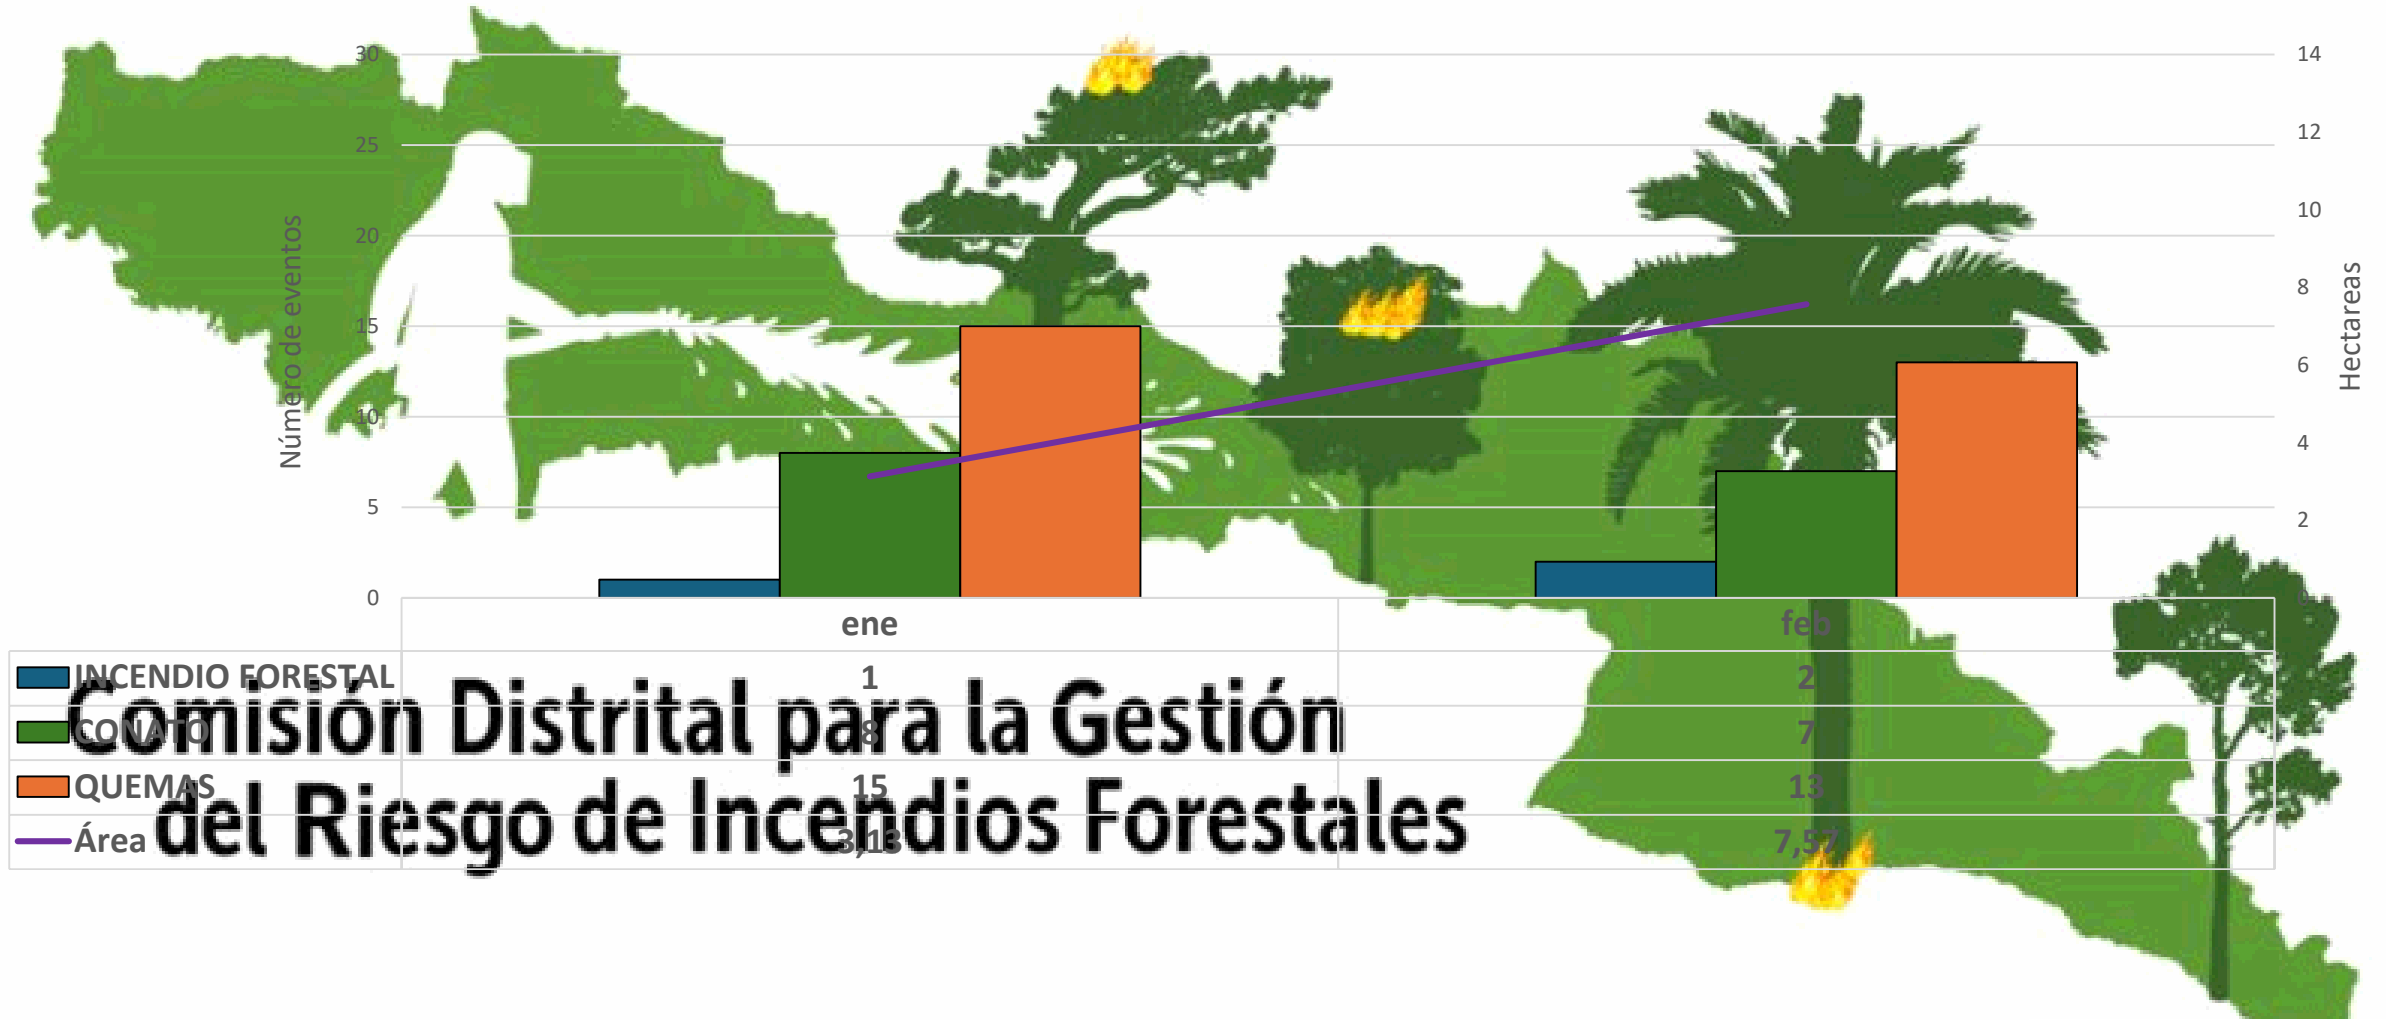 30
25
20
15
10
5
0
Número de eventos
14
12
10
8
6
4
2
Hectareas
ene feb
INCENDIO FORESTAL 1 2
CONATO 8 7
QUEMAS 15 13
Área 3,13 7,57
Comisión Distrital para la Gestión
del Riesgo de Incendios Forestales